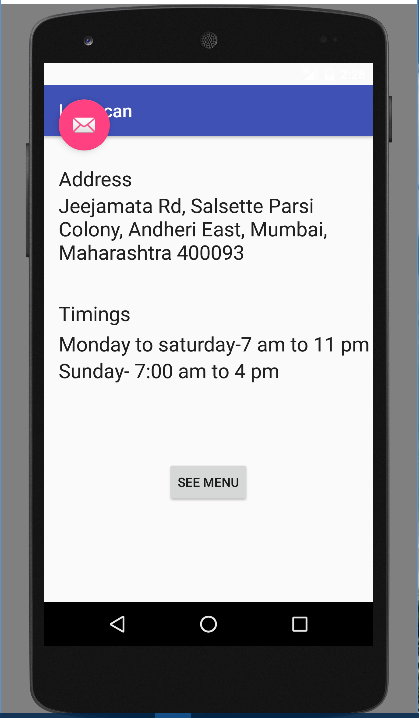 Address
Jeejamata Rd, Salsette Parsi
Colony, Andheri East, Mumbai,
Maharashtra 400093
Timings
Monday to saturday-7 am to 11 pm
Sunday- 7:00 am to 4 pm
SEE MENU